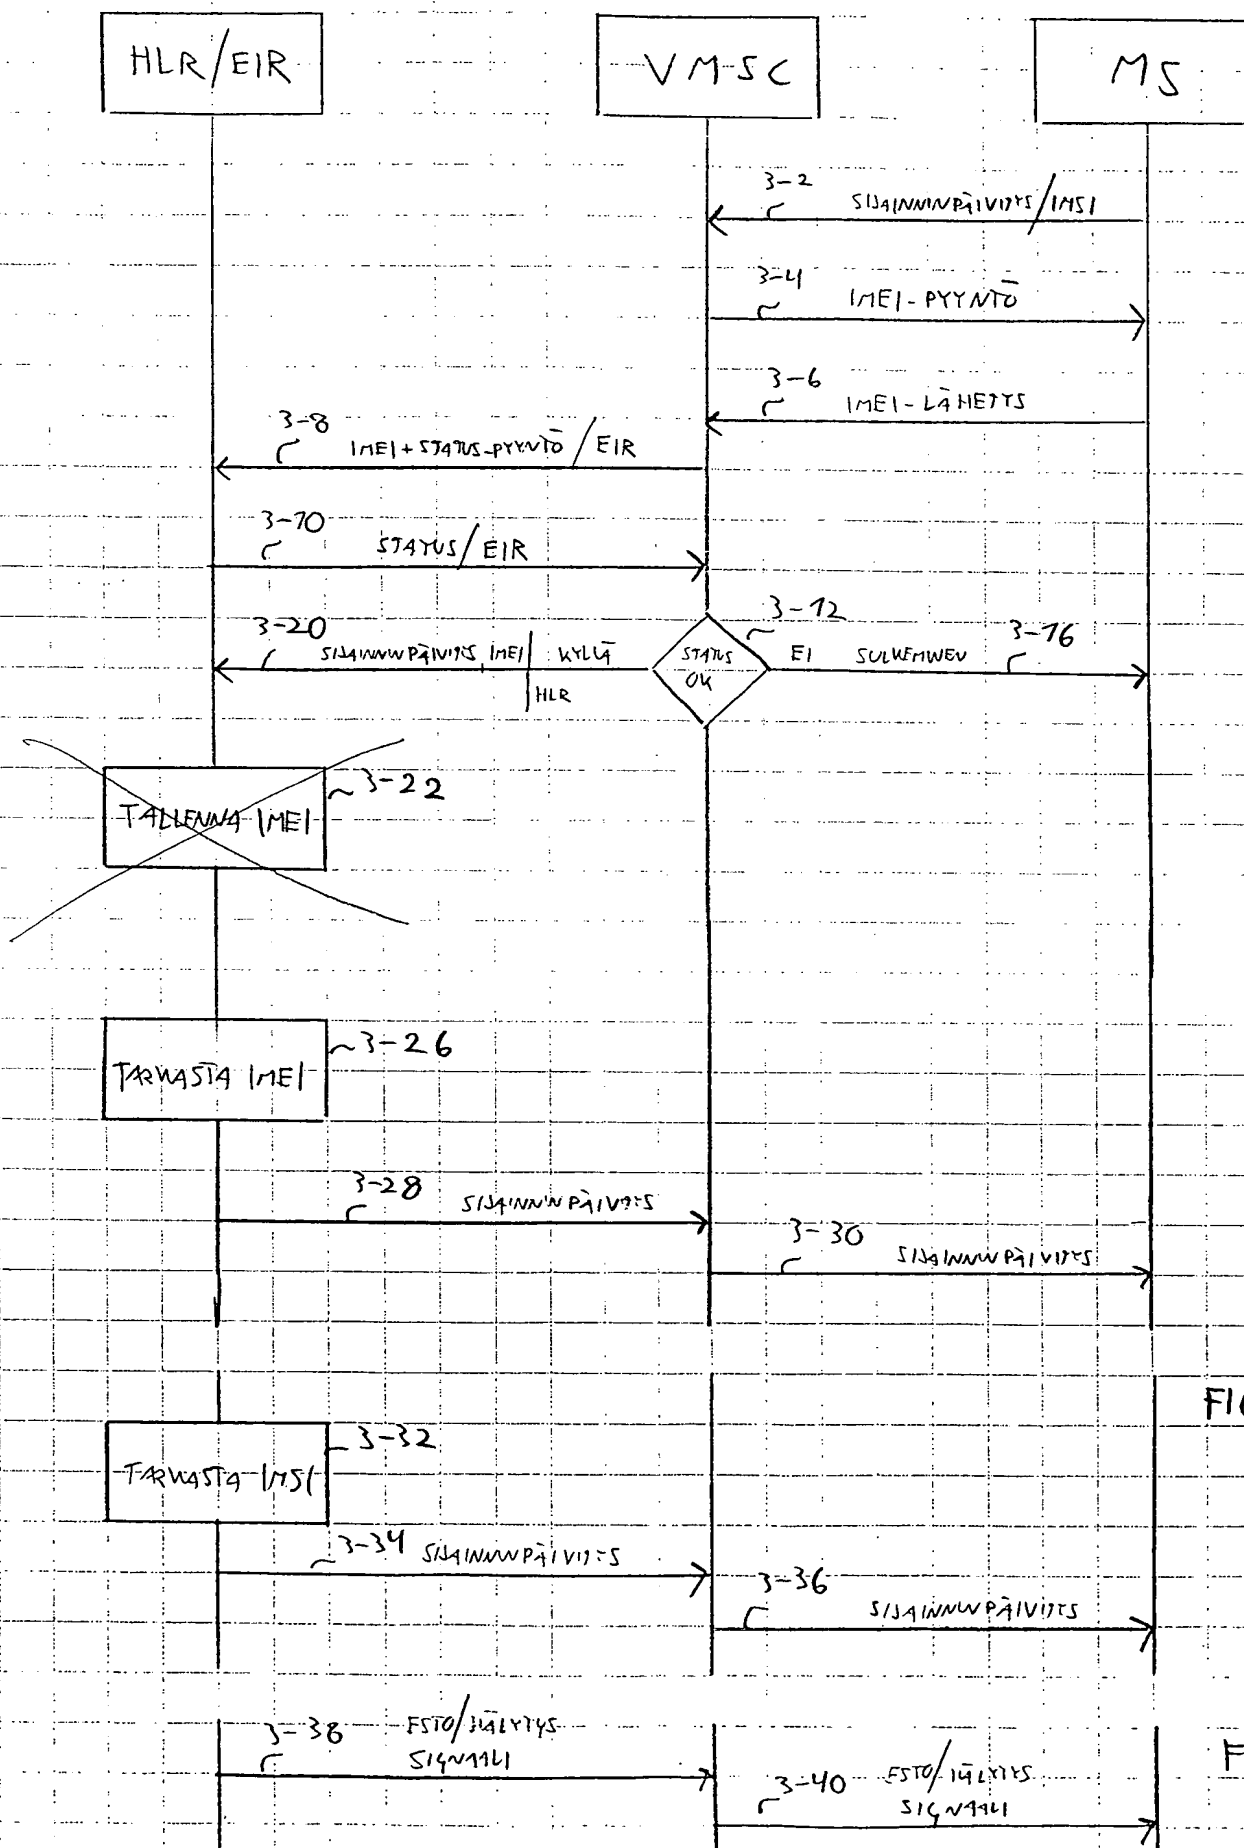 HLR/EIR
VMSC
MS
3-2
SIJAINNINPÄIVITYS/IMSI
3-4
IMEI-PYYNTÖ
3-6
IMEI-LÄHETYS
3-8
IMEI+STATUS-PYYNTÖ/EIR
3-10
STATUS/EIR
3-12
3-20
3-16
SIJAINNINPÄIVITYS, IMEI
KYLLÄ
STATUS
OK
EI
SULKEMINEN
HLR
3-22
TALLENNA IMEI
3-26
TARKASTA IMEI
3-28
SIJAINNINPÄIVITYS
3-30
SIJAINNINPÄIVITYS
3-32
TARKASTA IMSI
3-34
SIJAINNINPÄIVITYS
3-36
SIJAINNINPÄIVITYS
3-38
ESTO/HÄLYTYS
SIGNAALI
3-40
ESTO/HÄLYTYS
SIGNAALI